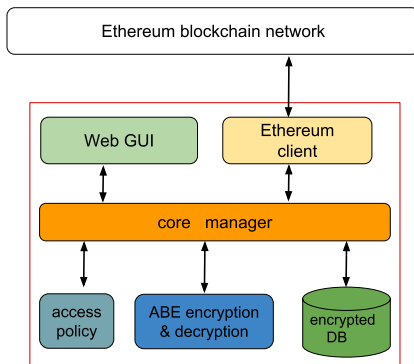 Ethereum blockchain network
Web GUI
Ethereum
client
core manager
access
policy
ABE encryption
& decryption
encrypted
DB